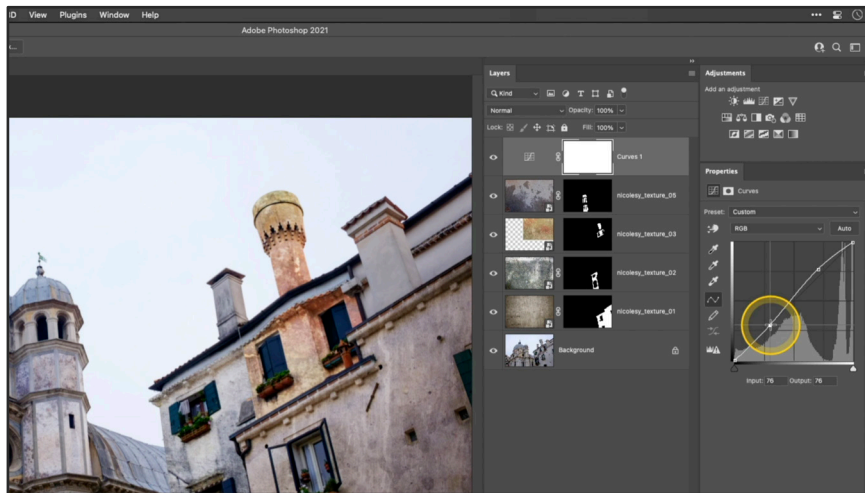 View Plugins Window Help
Adobe Photoshop 2021
Layers
Kind
Normal Opacity: 100%
Lock: Fill: 100%
Curves 1
nicolesy_texture_05
nicolesy_texture_03
nicolesy_texture_02
nicolesy_texture_01
Background
Adjustments
Add an adjustment
Properties
Curves
Preset: Custom
RGB Auto
Input: 76 Output: 76